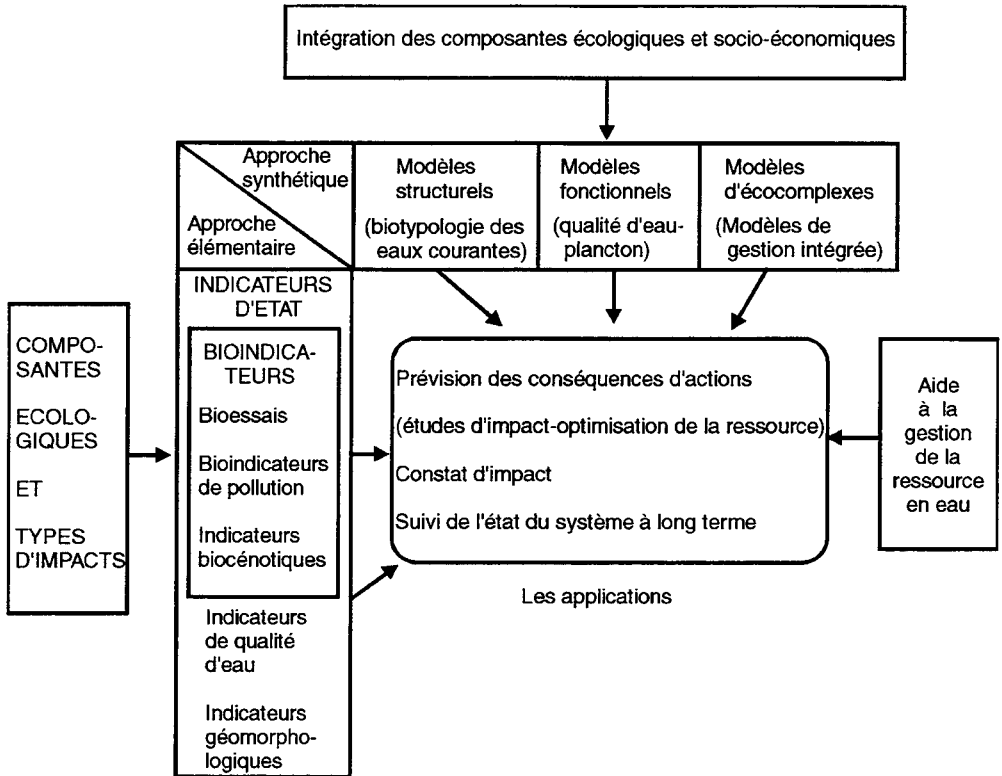 Intégration des composantes écologiques et socio-économiques
Approche
synthétique
Approche
élémentaire
Modèles
structurels
(biotypologie des
eaux courantes)
Modèles
fonctionnels
(qualité d'eau-
plancton)
Modèles
d'écocomplexes
(Modèles de
gestion intégrée)
COMPO-
SANTES
ECOLO-
GIQUES
ET
TYPES
D'IMPACTS
INDICATEURS
D'ETAT
BIOINDICA-
TEURS
Bioessais
Bioindicateurs
de pollution
Indicateurs
biocénotiques
Indicateurs
de qualité
d'eau
Indicateurs
géomorpho-
logiques
Prévision des conséquences d'actions
(études d'impact-optimisation de la ressource)
Constat d'impact
Suivi de l'état du système à long terme
Les applications
Aide
à la
gestion
de la
ressource
en eau